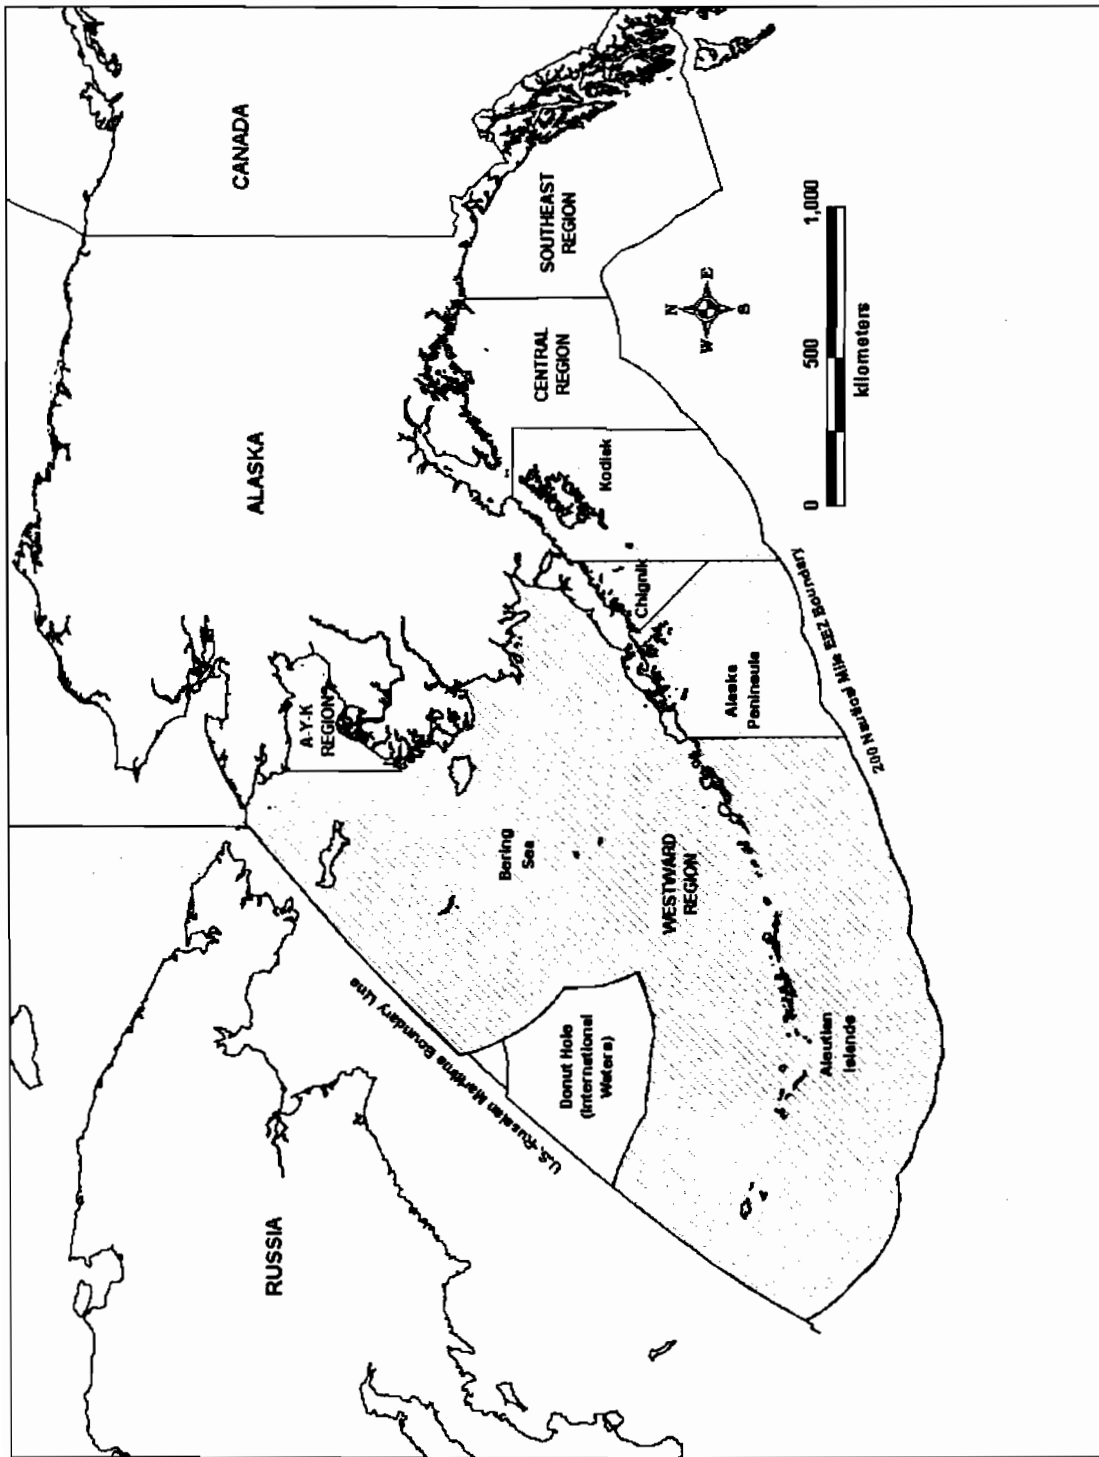 RUSSIA
ALASKA
CANADA
A-Y-K
REGION
U.S.-Russian Maritime Boundary Line
Bering
Sea
Donut Hole
(International
Waters)
SOUTHEAST
REGION
CENTRAL
REGION
Kodiak
Chignik
WESTWARD
REGION
Alaska
Peninsula
Aleutian
Islands
200 Nautical Mile EEZ Boundary
N
W
E
S
0
500
1,000
kilometers